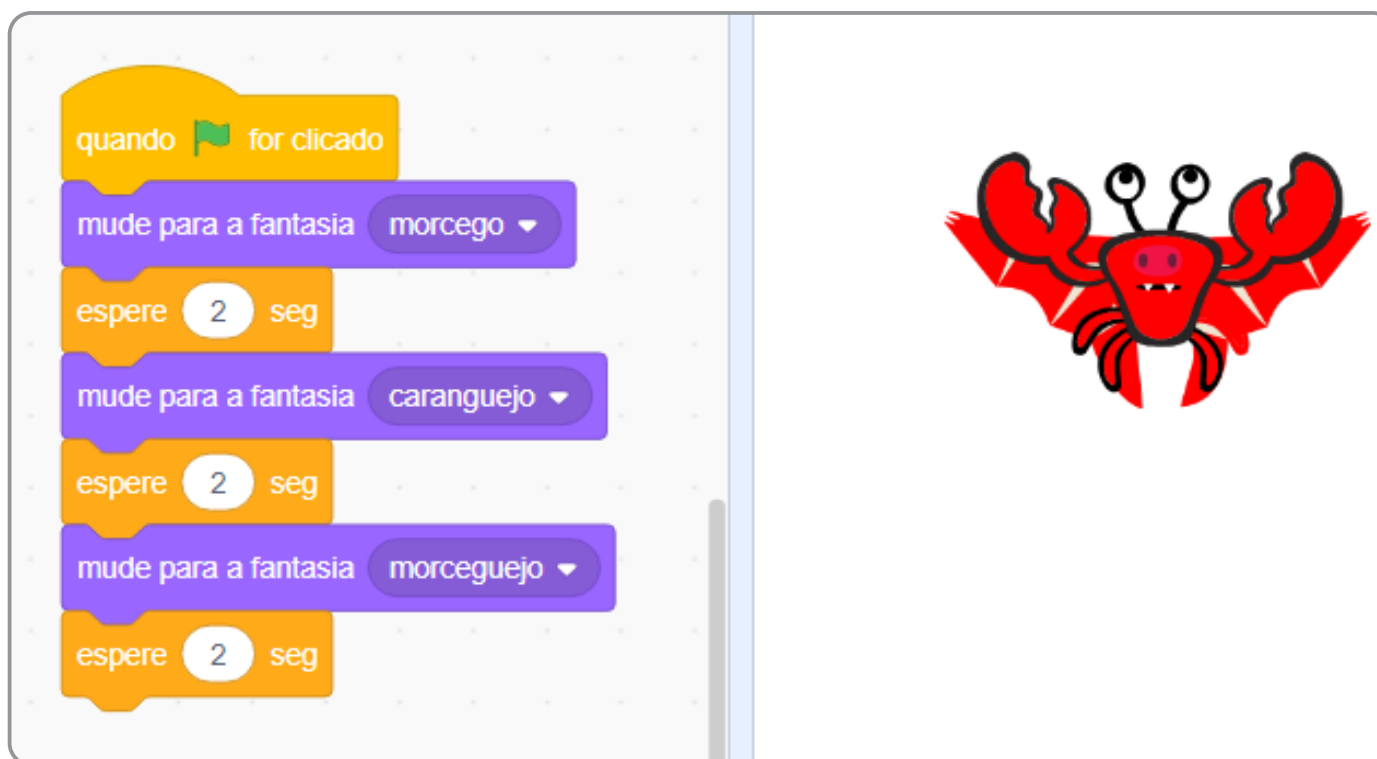 quando for clicado
mude para a fantasia morcego
espere 2 seg
mude para a fantasia caranguejo
espere 2 seg
mude para a fantasia morceguejo
espere 2 seg